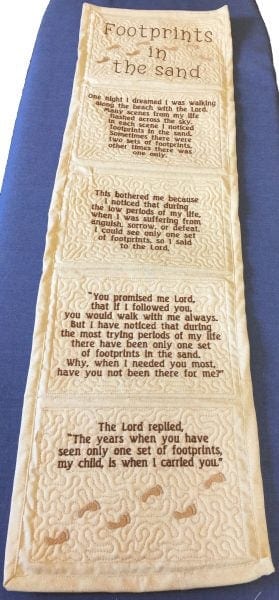 Footprints
in
the sand
One night I dreamed I was walking
along the beach with the Lord.
Many scenes from my life
flashed across the sky.
In each scene I noticed
footprints in the sand.
Sometimes there were
two sets of footprints,
other times there was
one only.
This bothered me because
I noticed that during
the low periods of my life,
when I was suffering from
anguish, sorrow, or defeat,
I could see only one set
of footprints, so I said
to the Lord,
"You promised me Lord,
that if I followed you,
you would walk with me always.
But I have noticed that during
the most trying periods of my life
there have been only one set
of footprints in the sand.
Why, when I needed you most,
have you not been there for me?"
The Lord replied,
"The years when you have
seen only one set of footprints,
my child, is when I carried you."